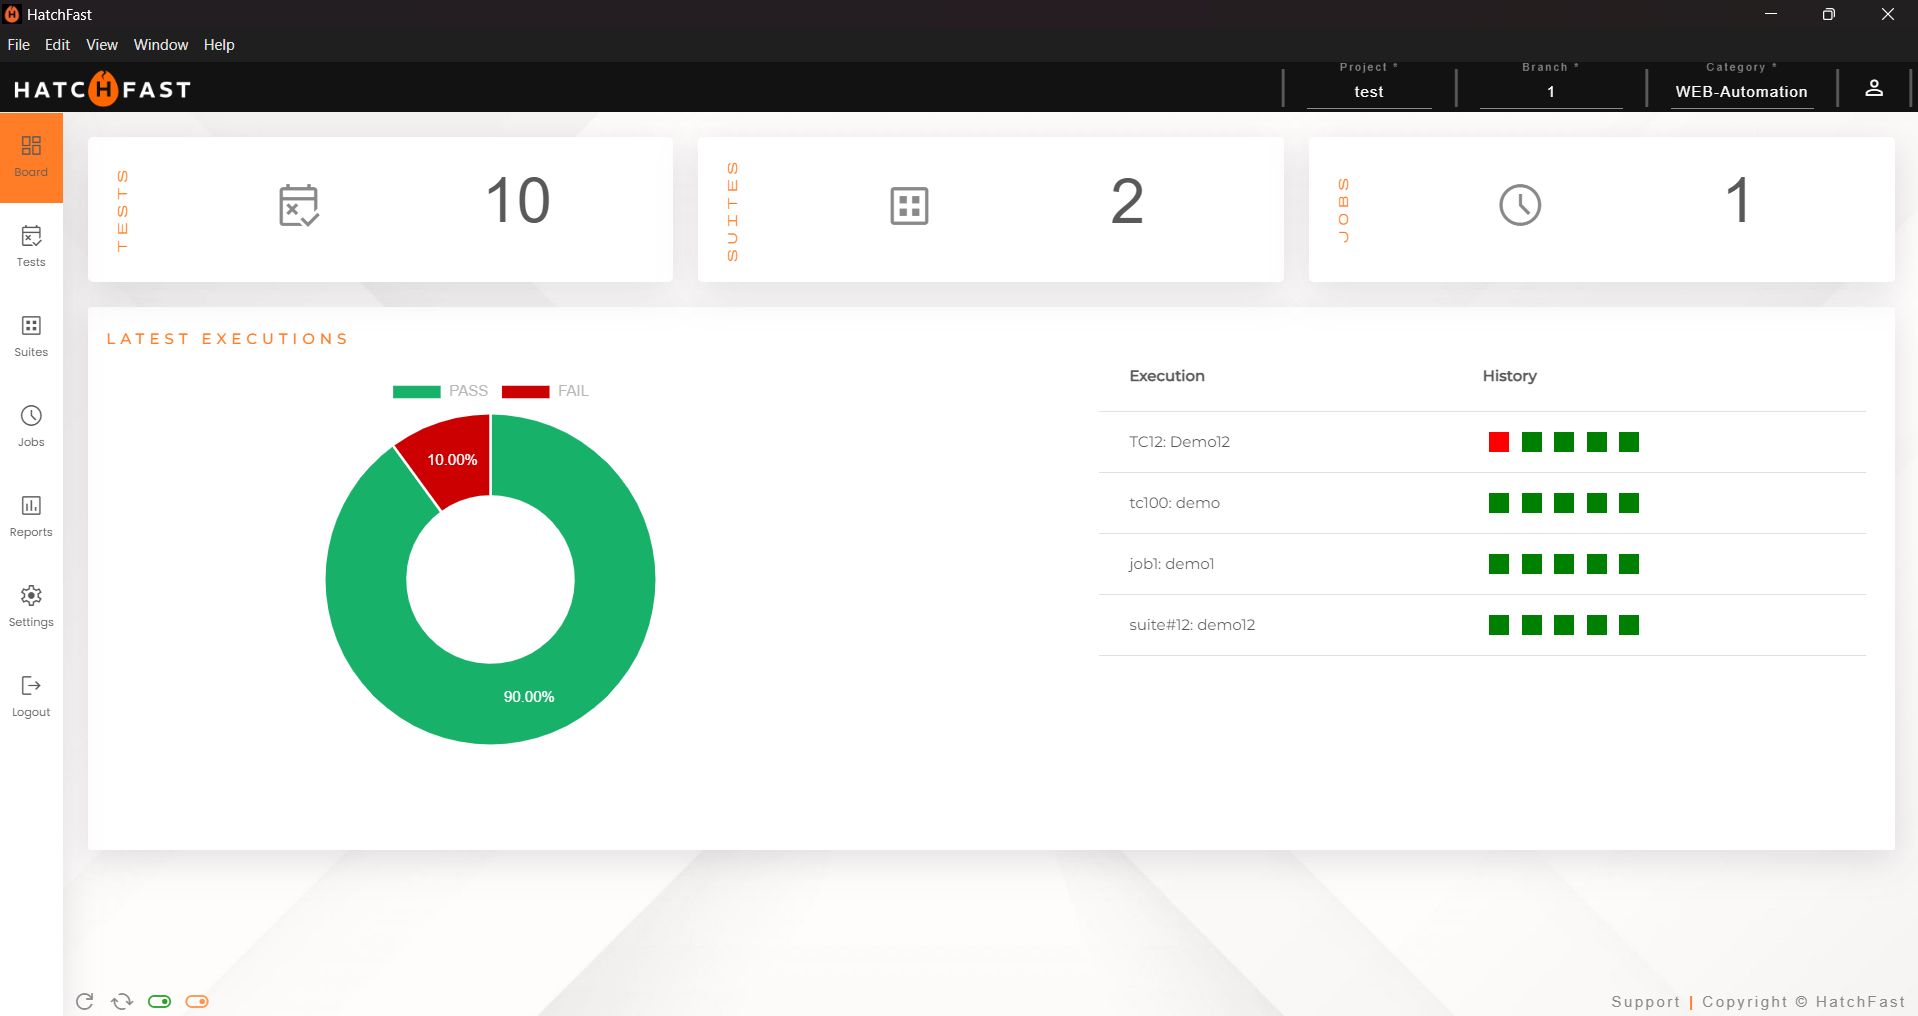 HatchFast
File Edit View Window Help
HATCHFAST
Project *
test
Branch *
1
Category *
WEB-Automation
Board
Tests
Suites
Jobs
Reports
Settings
Logout
TESTS
10
SUITES
2
JOBS
1
LATEST EXECUTIONS
PASS FAIL
10.00%
90.00%
Execution History
TC12: Demo12
tc100: demo
job1: demo1
suite#12: demo12
Support | Copyright © HatchFast